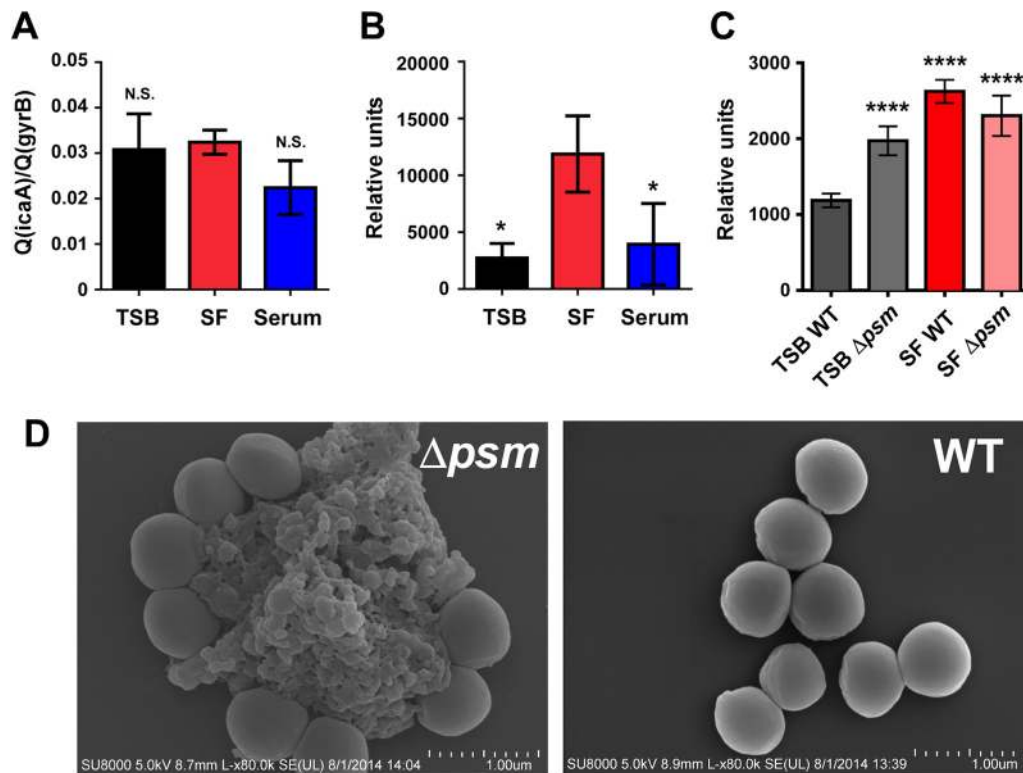 A
Q(icaA)/Q(gyrB)
0.05
0.04
0.03
0.02
0.01
0
N.S.
N.S.
TSB SF Serum
B
Relative units
20000
15000
10000
5000
0
*
*
TSB SF Serum
C
Relative units
3000
2000
1000
0
****
****
****
TSB WT
TSB Δpsm
SF WT
SF Δpsm
D
Δpsm
SU8000 5.0kV 8.7mm L-x80.0k SE(UL) 8/1/2014 14:04
1.00um
WT
SU8000 5.0kV 8.9mm L-x80.0k SE(UL) 8/1/2014 13:39
1.00um